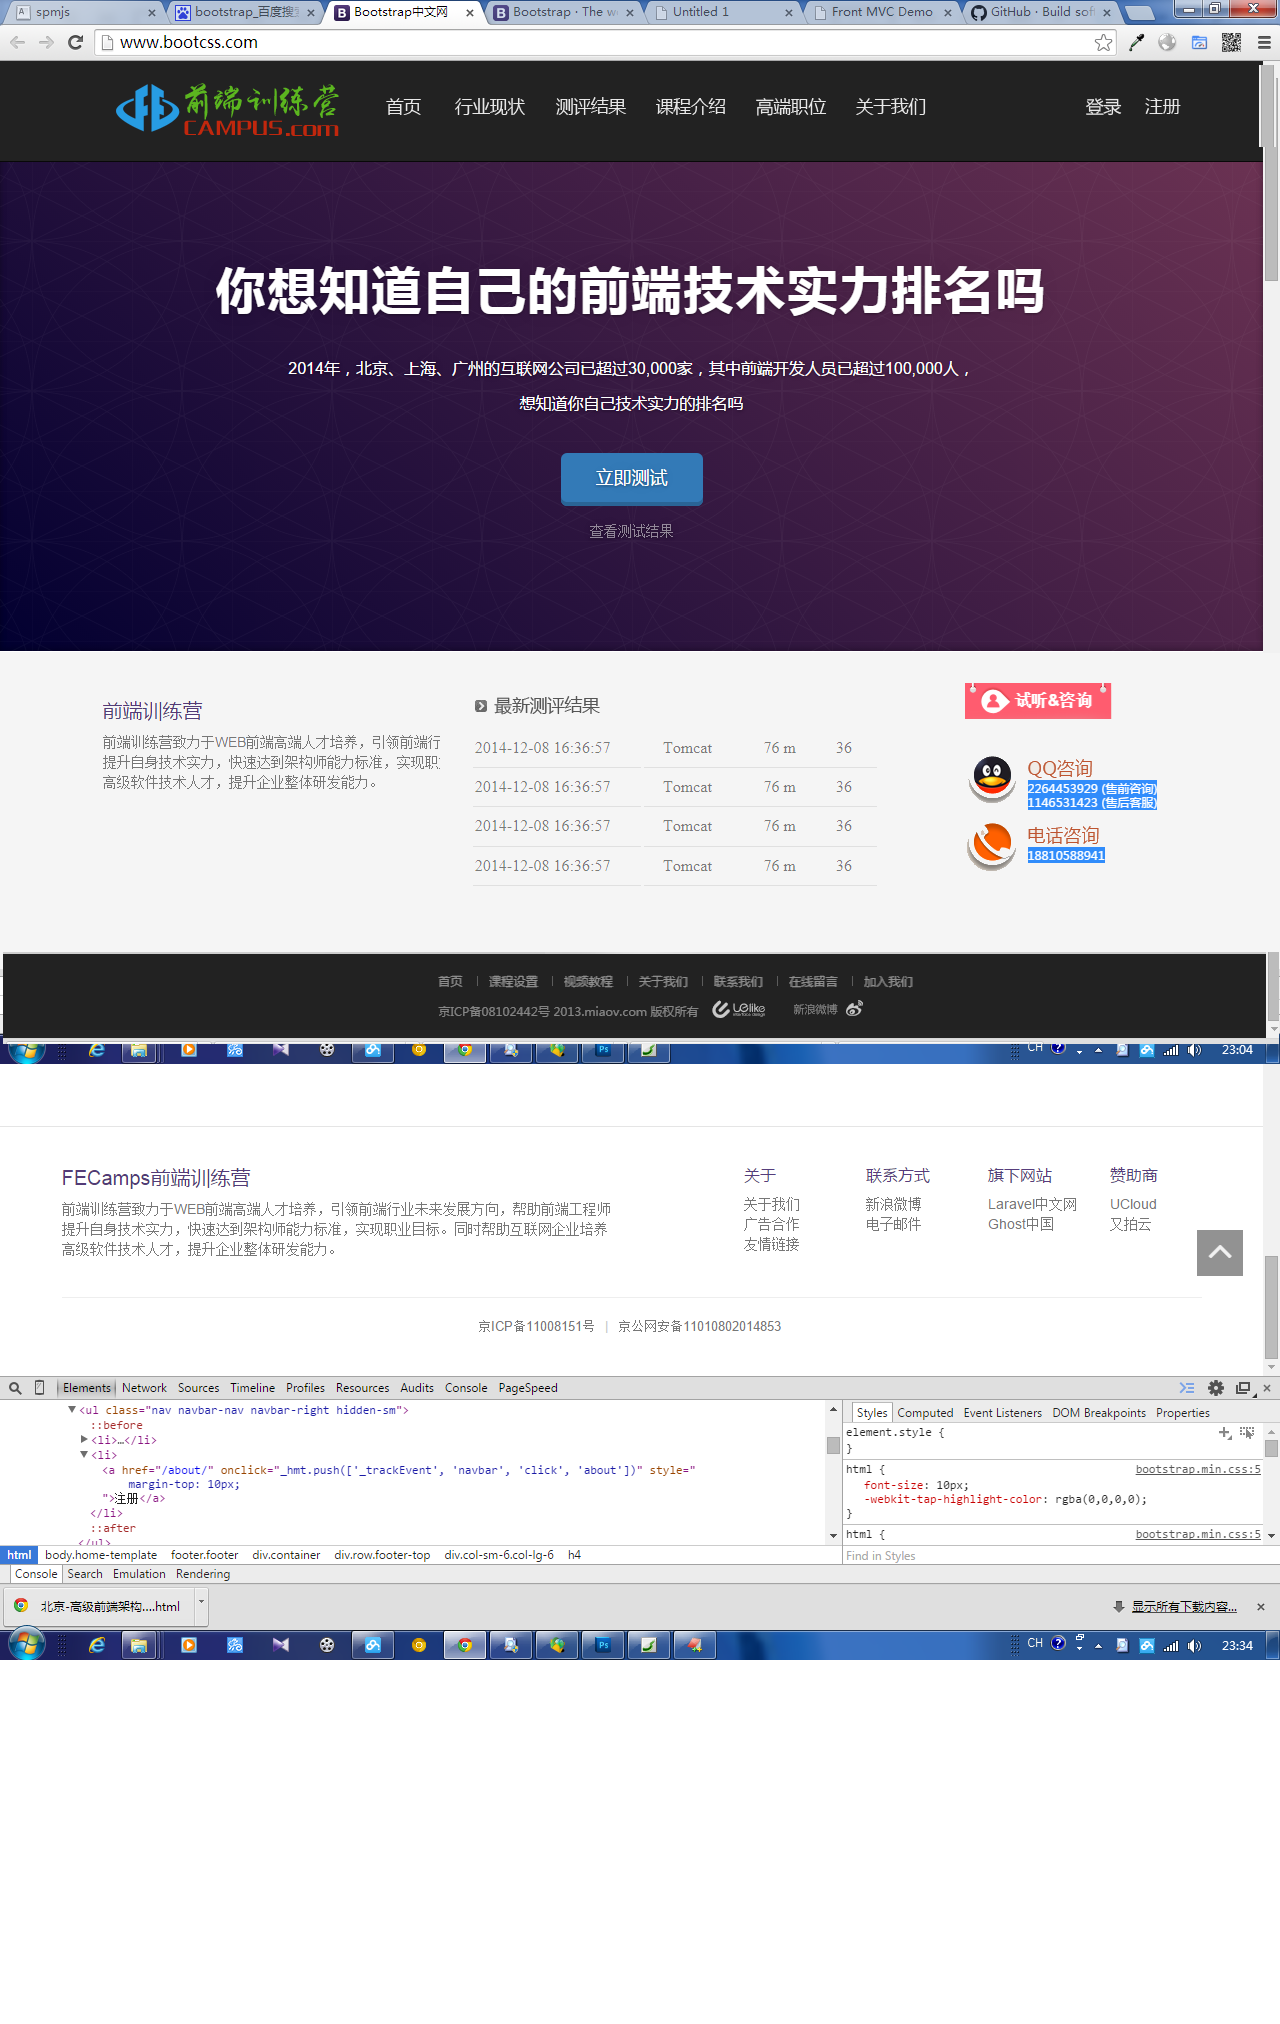 spmjs
bootstrap_百度搜索
Bootstrap中文网
Bootstrap · The w
Untitled 1
Front MVC Demo
GitHub · Build sof
www.bootcss.com
前端训练营
CAMPUS.com
首页 行业现状 测评结果 课程介绍 高端职位 关于我们 登录 注册
你想知道自己的前端技术实力排名吗
2014年，北京、上海、广州的互联网公司已超过30,000家，其中前端开发人员已超过100,000人，
想知道你自己技术实力的排名吗
立即测试
查看测试结果
前端训练营
前端训练营致力于WEB前端高端人才培养，引领前端行
提升自身技术实力，快速达到架构师能力标准，实现职
高级软件技术人才，提升企业整体研发能力。
最新测评结果
2014-12-08 16:36:57 Tomcat 76 m 36
2014-12-08 16:36:57 Tomcat 76 m 36
2014-12-08 16:36:57 Tomcat 76 m 36
2014-12-08 16:36:57 Tomcat 76 m 36
试听&咨询
QQ咨询
2264453929 (售前咨询)
1146531423 (售后客服)
电话咨询
18810588941
首页 | 课程设置 | 视频教程 | 关于我们 | 联系我们 | 在线留言 | 加入我们
京ICP备08102442号 2013.miaov.com 版权所有 uelike interface design 新浪微博
CH 23:04
FECamps前端训练营
前端训练营致力于WEB前端高端人才培养，引领前端行业未来发展方向，帮助前端工程师
提升自身技术实力，快速达到架构师能力标准，实现职业目标。同时帮助互联网企业培养
高级软件技术人才，提升企业整体研发能力。
关于
关于我们
广告合作
友情链接
联系方式
新浪微博
电子邮件
旗下网站
Laravel中文网
Ghost中国
赞助商
UCloud
又拍云
京ICP备11008151号 | 京公网安备11010802014853
Elements Network Sources Timeline Profiles Resources Audits Console PageSpeed
<ul class="nav navbar-nav navbar-right hidden-sm">
::before
<li>…</li>
<li>
<a href="/about/" onclick="_hmt.push(['_trackEvent', 'navbar', 'click', 'about'])" style="
margin-top: 10px;
">注册</a>
</li>
::after
</ul>
Styles Computed Event Listeners DOM Breakpoints Properties
element.style {
}
html { bootstrap.min.css:5
font-size: 10px;
-webkit-tap-highlight-color: rgba(0,0,0,0);
}
html { bootstrap.min.css:5
html body.home-template footer.footer div.container div.row.footer-top div.col-sm-6.col-lg-6 h4
Find in Styles
Console Search Emulation Rendering
北京-高级前端架构....html
显示所有下载内容...
CH 23:34